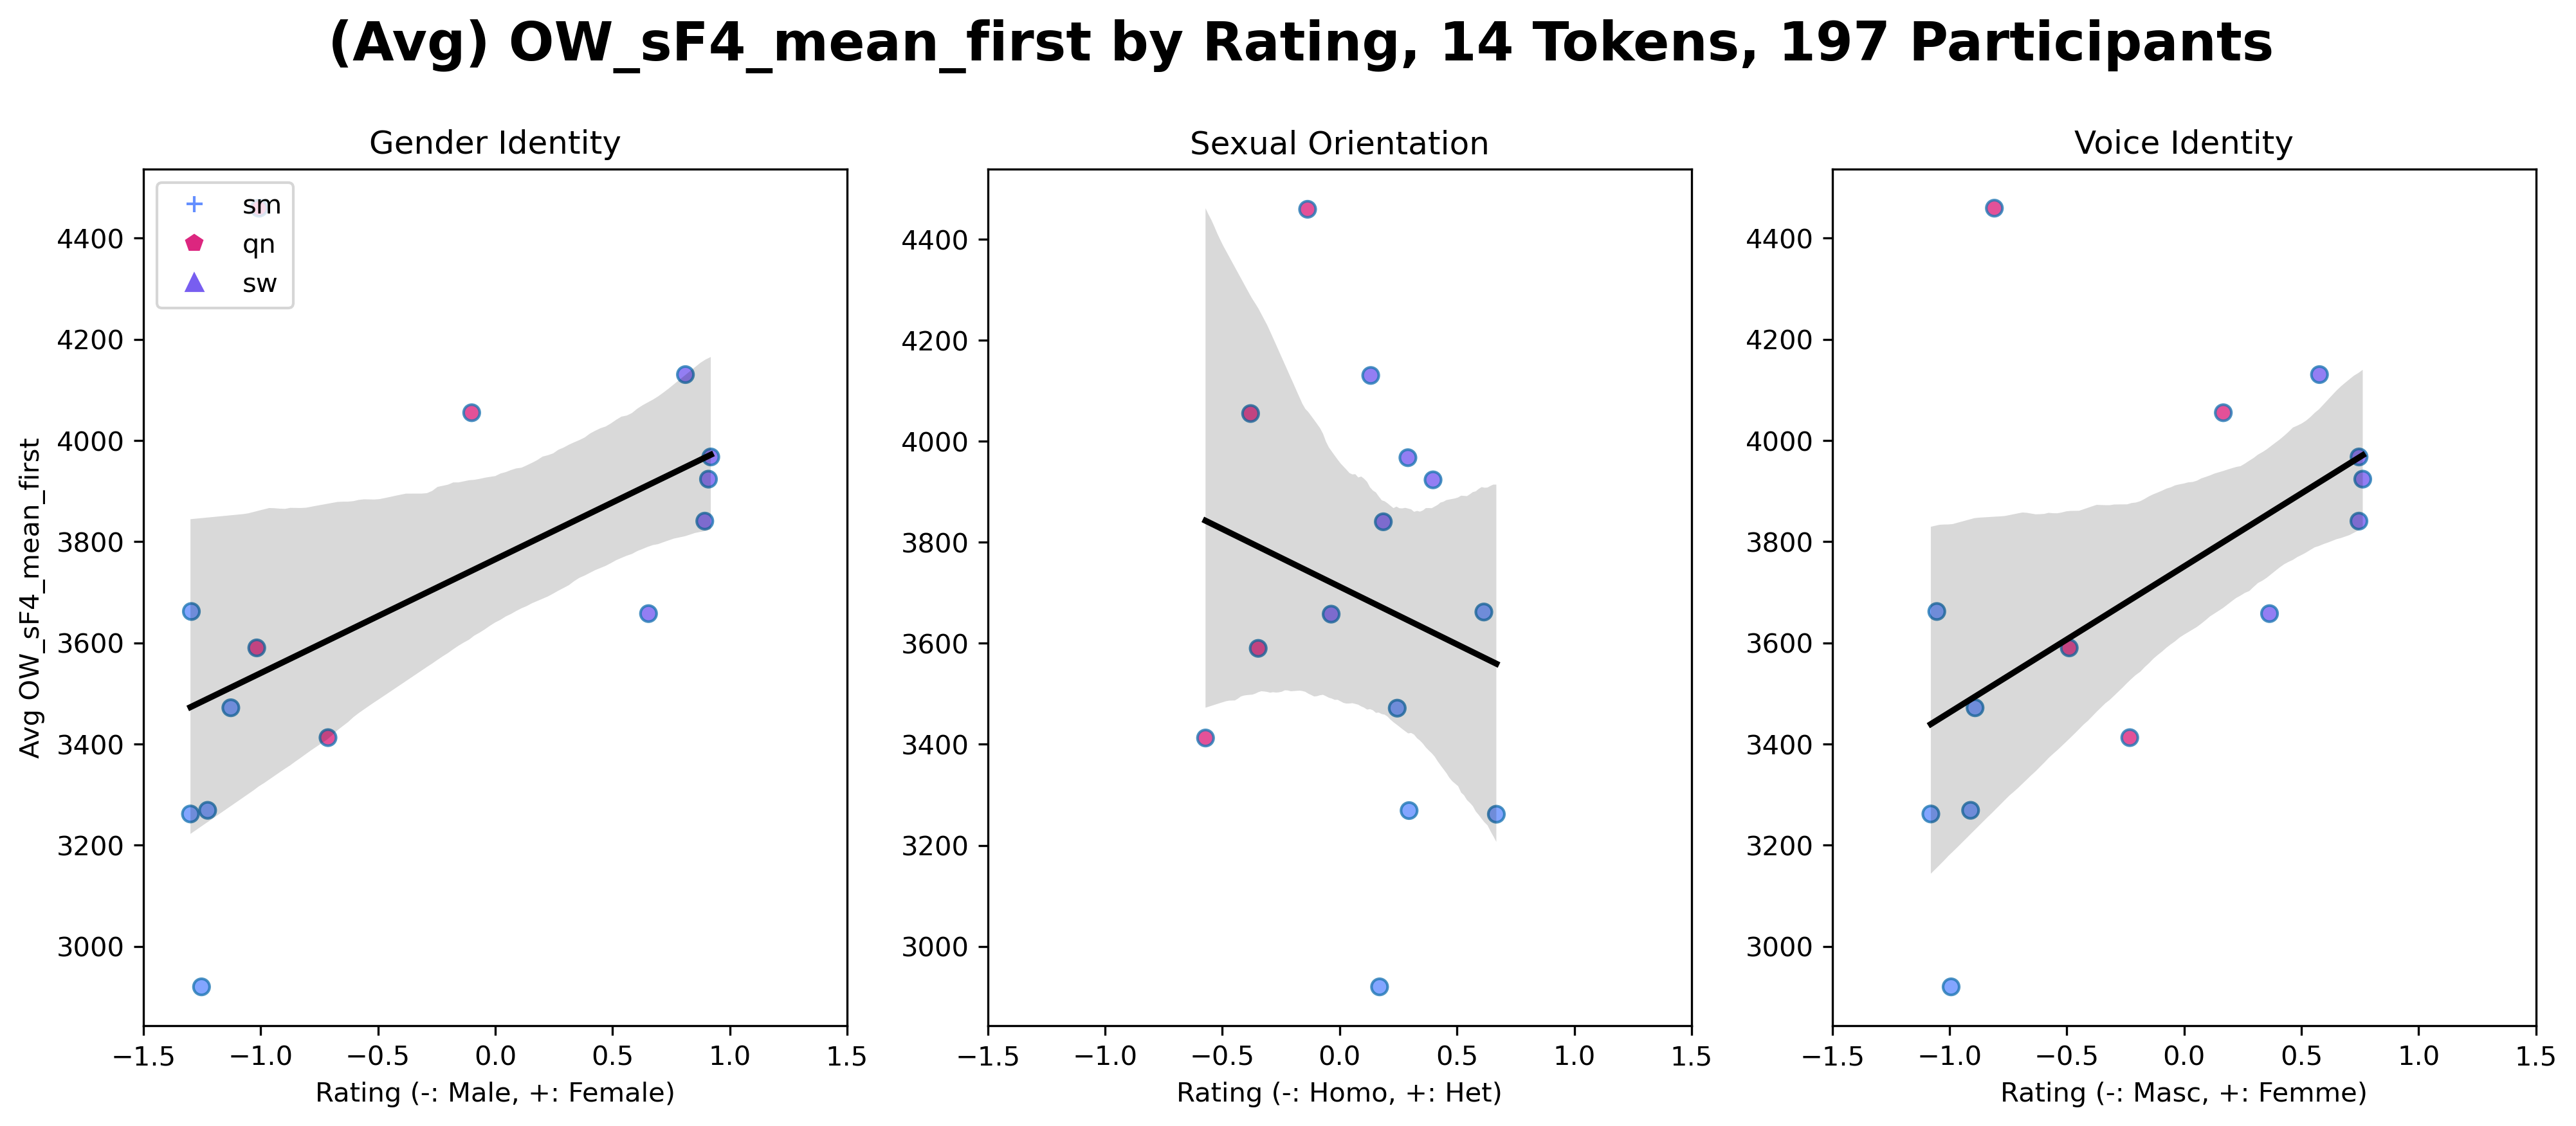 (Avg) OW_sF4_mean_first by Rating, 14 Tokens, 197 Participants
Gender Identity
Sexual Orientation
Voice Identity
sm
qn
sw
Avg OW_sF4_mean_first
4400
4200
4000
3800
3600
3400
3200
3000
−1.5 −1.0 −0.5 0.0 0.5 1.0 1.5
Rating (-: Male, +: Female)
4400
4200
4000
3800
3600
3400
3200
3000
−1.5 −1.0 −0.5 0.0 0.5 1.0 1.5
Rating (-: Homo, +: Het)
4400
4200
4000
3800
3600
3400
3200
3000
−1.5 −1.0 −0.5 0.0 0.5 1.0 1.5
Rating (-: Masc, +: Femme)